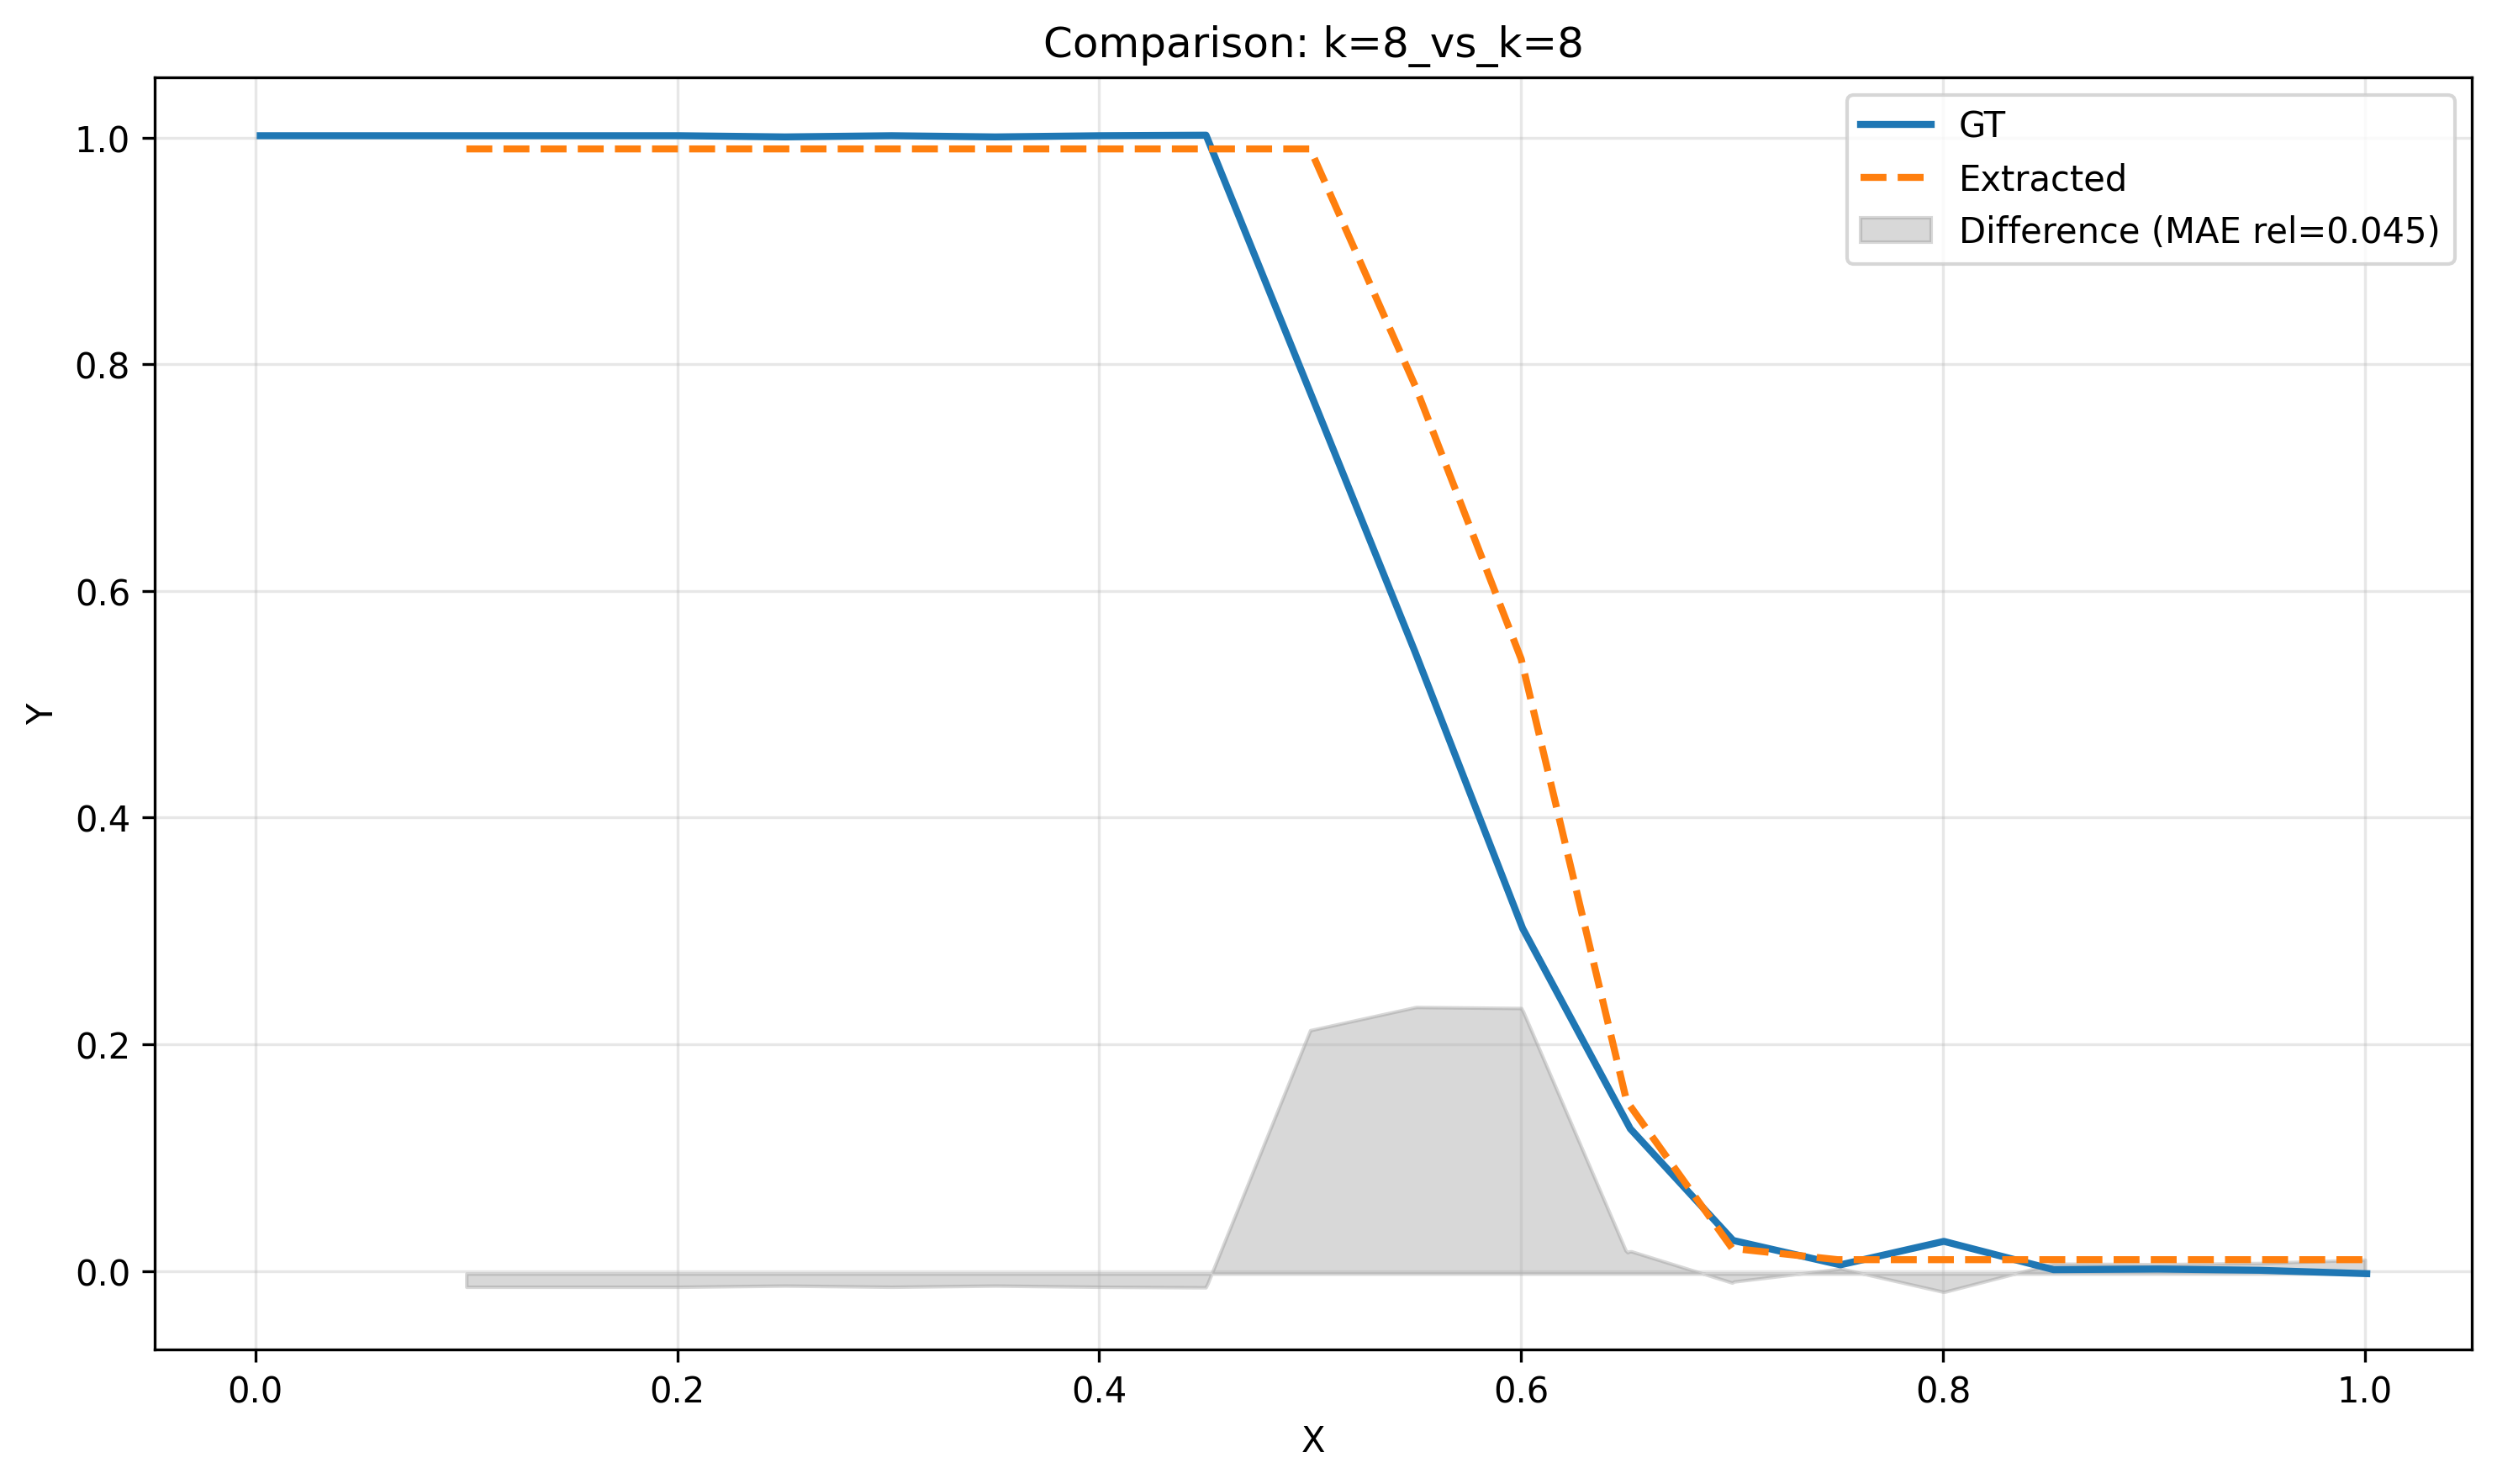 Comparison: k=8_vs_k=8
GT
Extracted
Difference (MAE rel=0.045)
Y
1.0
0.8
0.6
0.4
0.2
0.0
0.0 0.2 0.4 0.6 0.8 1.0
X